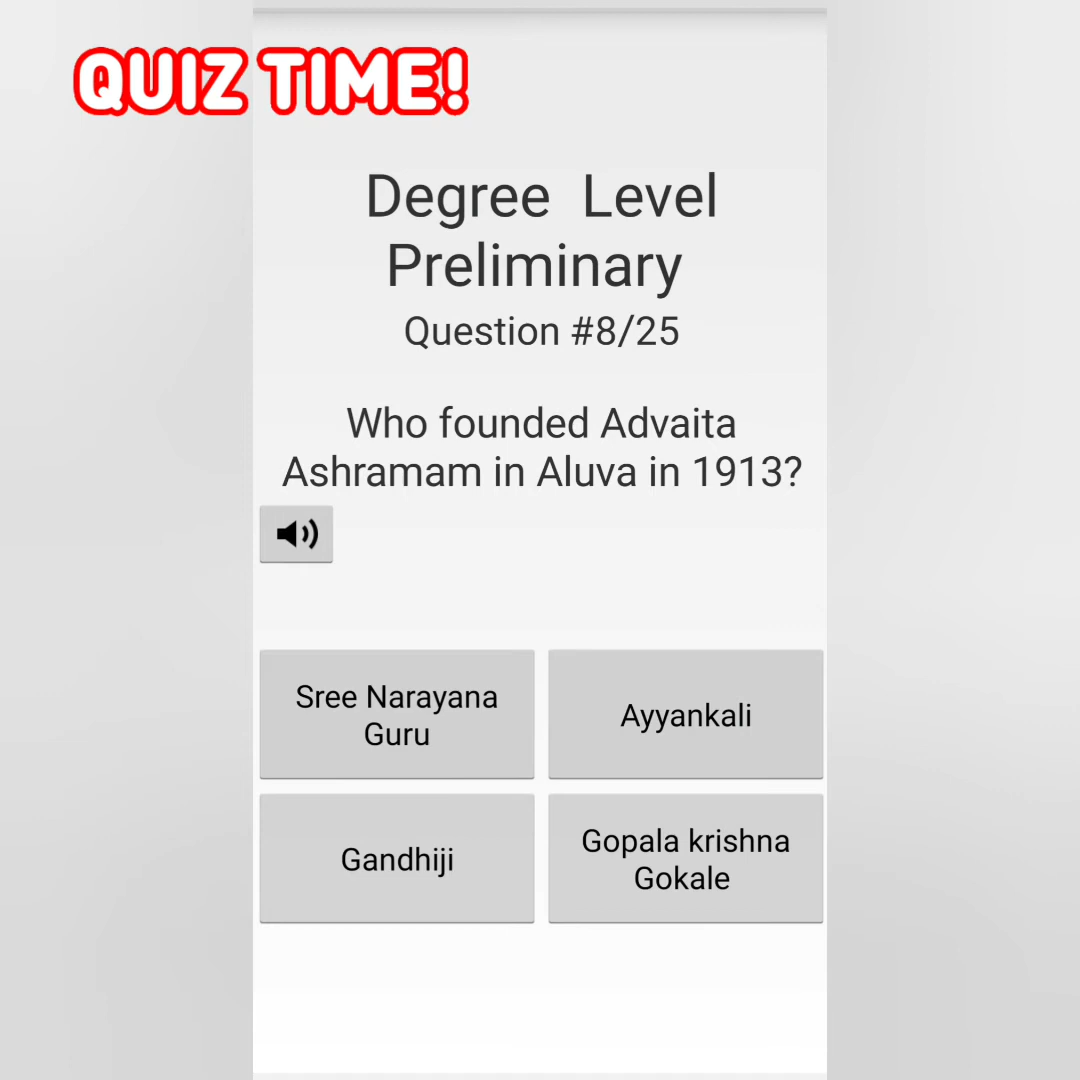 QUIZ TIME!
Degree Level
Preliminary
Question #8/25
Who founded Advaita
Ashramam in Aluva in 1913?
Sree Narayana
Guru
Ayyankali
Gandhiji
Gopala krishna
Gokale